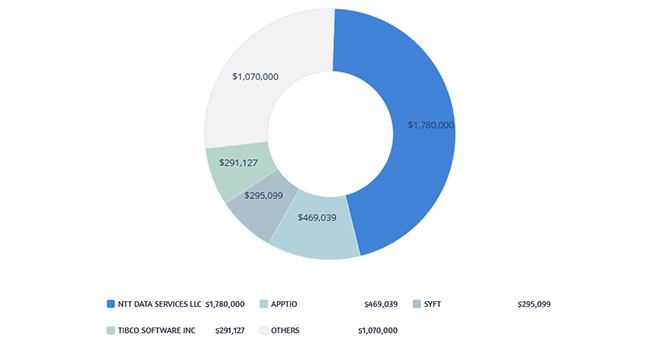 $1,070,000
$1,780,000
$291,127
$295,099
$469,039
NTT DATA SERVICES LLC $1,780,000 APPTIO $469,039 SYFT $295,099
TIBCO SOFTWARE INC $291,127 OTHERS $1,070,000